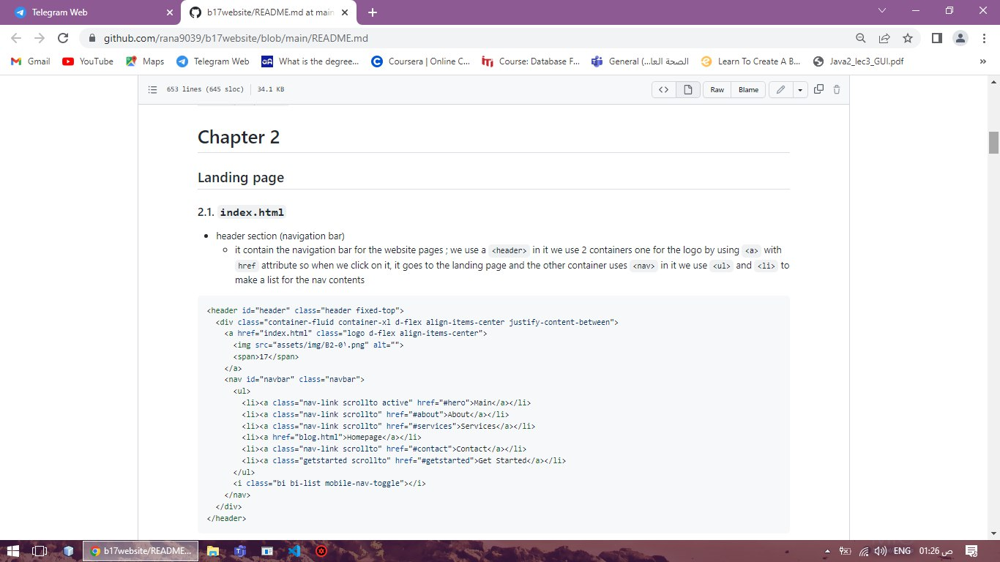 Telegram Web
b17website/README.md at main
github.com/rana9039/b17website/blob/main/README.md
Gmail YouTube Maps Telegram Web What is the degree... Coursera | Online C... Course: Database F... General (...الصحة العا Learn To Create A B... Java2_lec3_GUI.pdf »
653 lines (645 sloc) 34.1 KB <> Raw Blame
Chapter 2
Landing page
2.1. index.html
header section (navigation bar)
it contain the navigation bar for the website pages ; we use a <header> in it we use 2 containers one for the logo by using <a> with
href attribute so when we click on it, it goes to the landing page and the other container uses <nav> in it we use <ul> and <li> to
make a list for the nav contents
<header id="header" class="header fixed-top">
<div class="container-fluid container-xl d-flex align-items-center justify-content-between">
<a href="index.html" class="logo d-flex align-items-center">
<img src="assets/img/B2-0١.png" alt="">
<span>17</span>
</a>
<nav id="navbar" class="navbar">
<ul>
<li><a class="nav-link scrollto active" href="#hero">Main</a></li>
<li><a class="nav-link scrollto" href="#about">About</a></li>
<li><a class="nav-link scrollto" href="#services">Services</a></li>
<li><a href="blog.html">Homepage</a></li>
<li><a class="nav-link scrollto" href="#contact">Contact</a></li>
<li><a class="getstarted scrollto" href="#getstarted">Get Started</a></li>
</ul>
<i class="bi bi-list mobile-nav-toggle"></i>
</nav>
</div>
</header>
b17website/README... ENG 01:26 ص